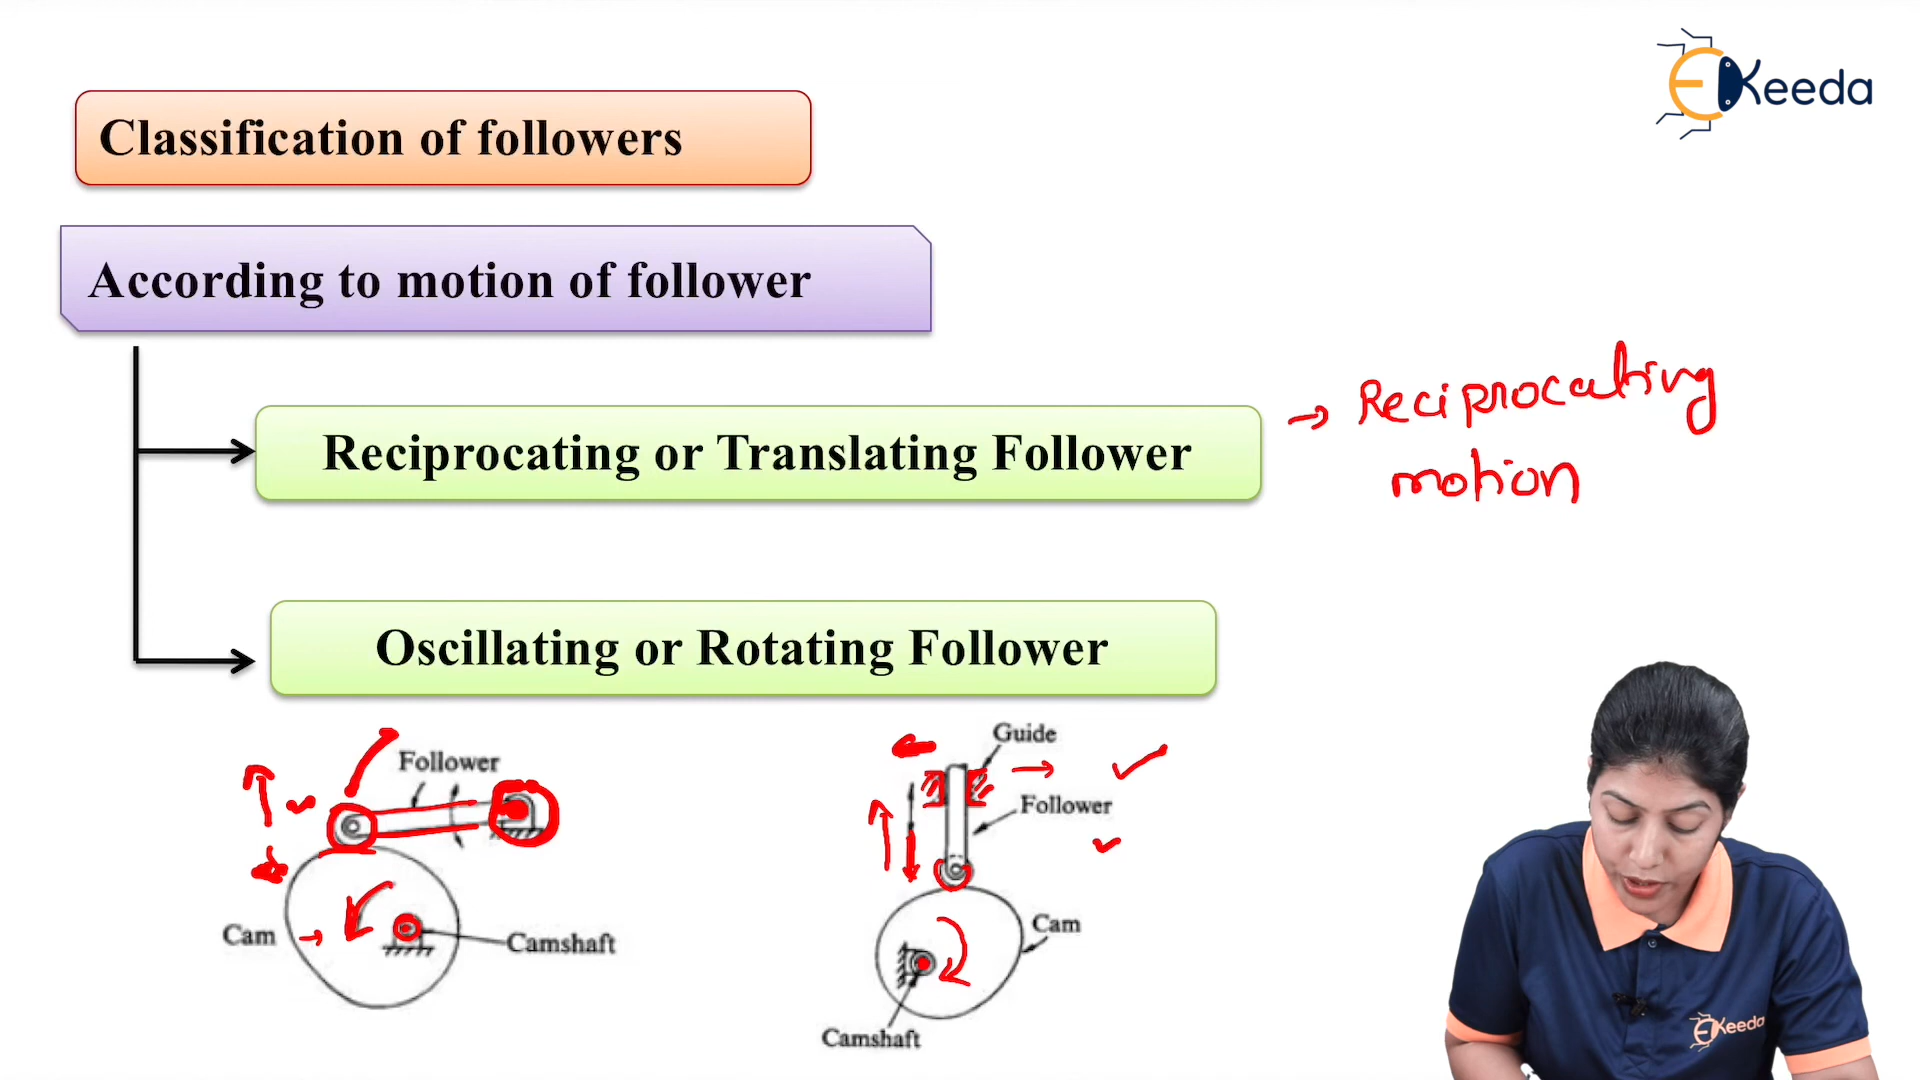 EKeeda
Classification of followers
According to motion of follower
Reciprocating or Translating Follower
→ Reciprocating
motion
Oscillating or Rotating Follower
Follower
Cam
Camshaft
Guide
Follower
Cam
Camshaft
EKeeda